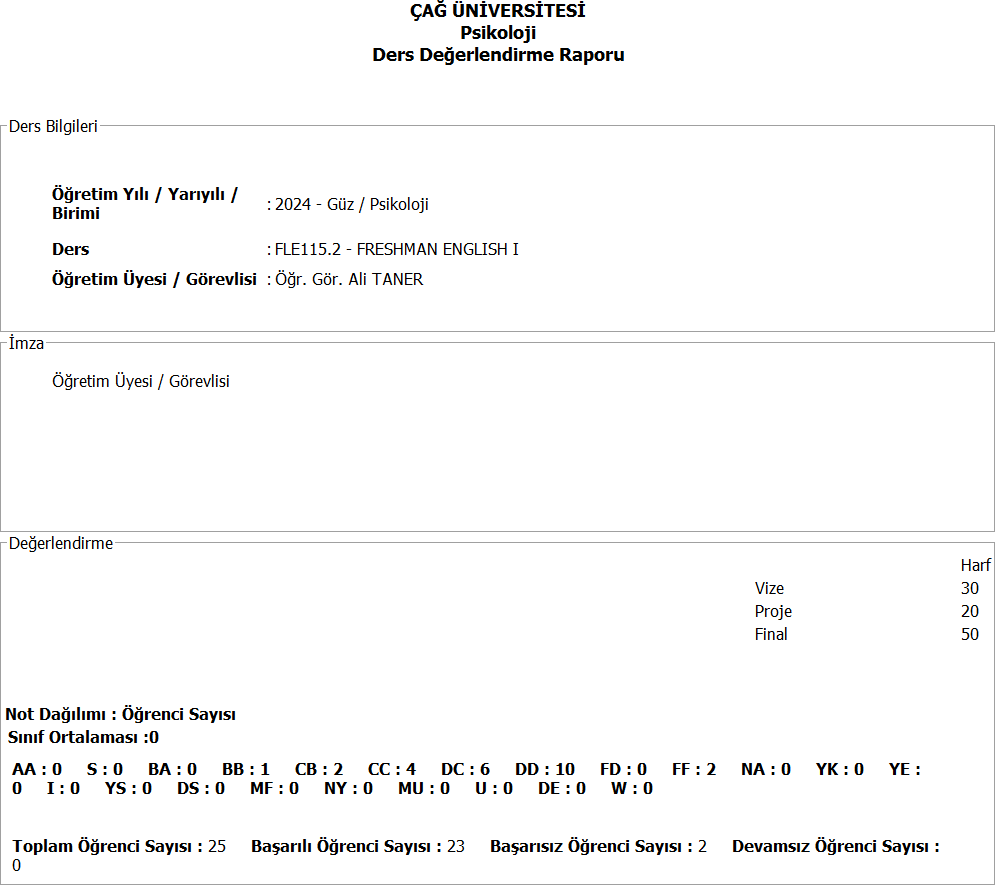 ÇAĞ ÜNİVERSİTESİ
Psikoloji
Ders Değerlendirme Raporu
Ders Bilgileri
Öğretim Yılı / Yarıyılı /
Birimi
: 2024 - Güz / Psikoloji
Ders : FLE115.2 - FRESHMAN ENGLISH I
Öğretim Üyesi / Görevlisi : Öğr. Gör. Ali TANER
İmza
Öğretim Üyesi / Görevlisi
Değerlendirme
Harf
Vize 30
Proje 20
Final 50
Not Dağılımı : Öğrenci Sayısı
Sınıf Ortalaması :0
AA : 0 S : 0 BA : 0 BB : 1 CB : 2 CC : 4 DC : 6 DD : 10 FD : 0 FF : 2 NA : 0 YK : 0 YE :
0 I : 0 YS : 0 DS : 0 MF : 0 NY : 0 MU : 0 U : 0 DE : 0 W : 0
Toplam Öğrenci Sayısı : 25 Başarılı Öğrenci Sayısı : 23 Başarısız Öğrenci Sayısı : 2 Devamsız Öğrenci Sayısı :
0